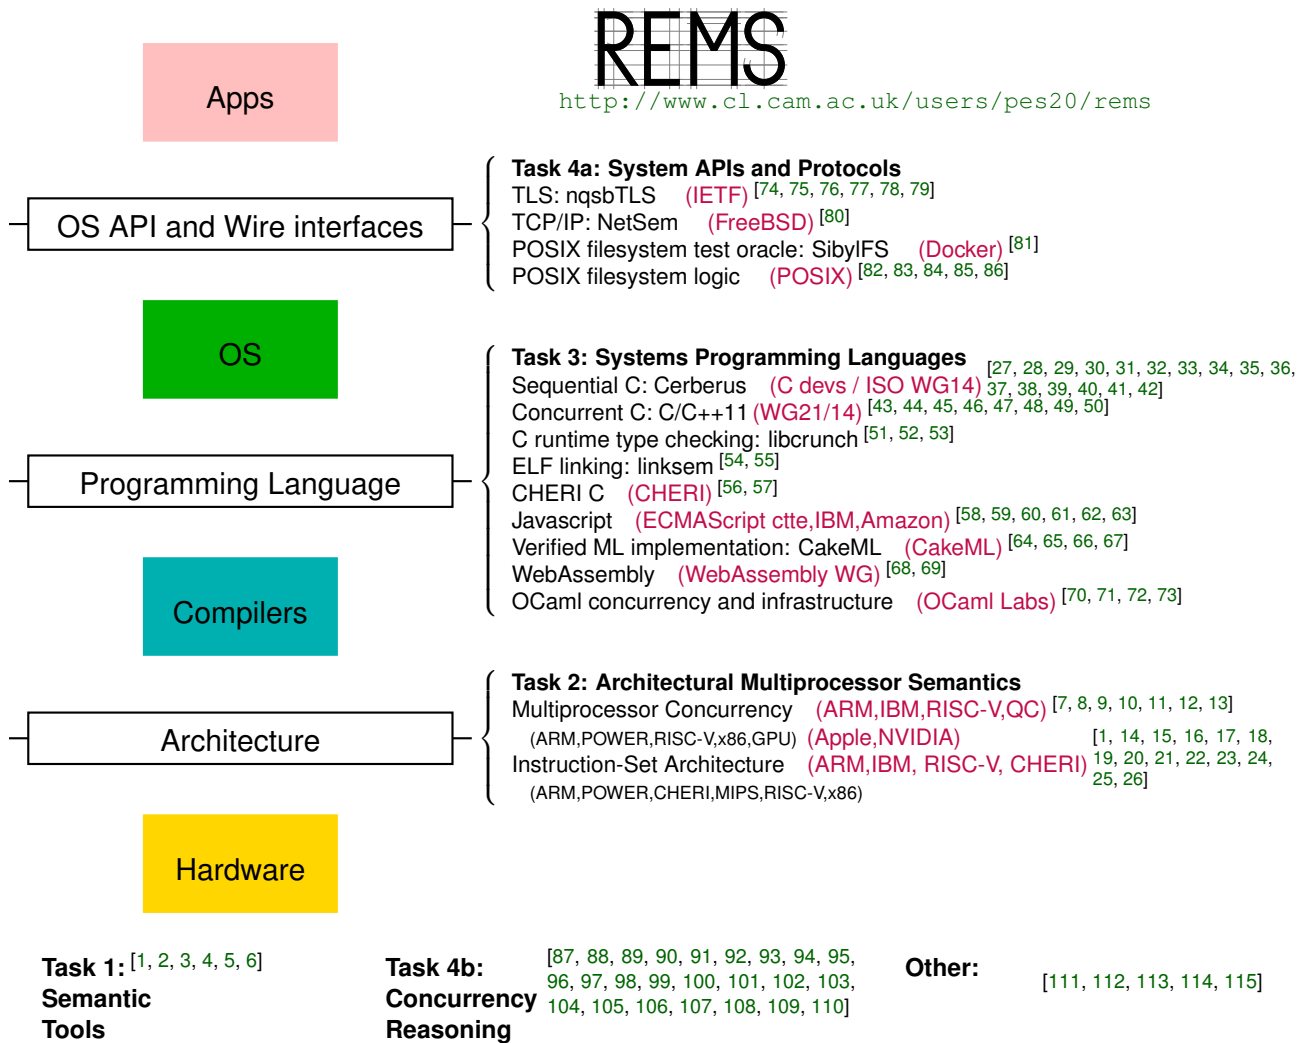 REMS
http://www.cl.cam.ac.uk/users/pes20/rems
Apps
OS API and Wire interfaces
Task 4a: System APIs and Protocols
TLS: nqsbTLS (IETF) [74, 75, 76, 77, 78, 79]
TCP/IP: NetSem (FreeBSD) [80]
POSIX filesystem test oracle: SibylFS (Docker) [81]
POSIX filesystem logic (POSIX) [82, 83, 84, 85, 86]
OS
Programming Language
Task 3: Systems Programming Languages
Sequential C: Cerberus (C devs / ISO WG14) [27, 28, 29, 30, 31, 32, 33, 34, 35, 36,
37, 38, 39, 40, 41, 42]
Concurrent C: C/C++11 (WG21/14) [43, 44, 45, 46, 47, 48, 49, 50]
C runtime type checking: libcrunch [51, 52, 53]
ELF linking: linksem [54, 55]
CHERI C (CHERI) [56, 57]
Javascript (ECMAScript ctte,IBM,Amazon) [58, 59, 60, 61, 62, 63]
Verified ML implementation: CakeML (CakeML) [64, 65, 66, 67]
WebAssembly (WebAssembly WG) [68, 69]
OCaml concurrency and infrastructure (OCaml Labs) [70, 71, 72, 73]
Compilers
Architecture
Task 2: Architectural Multiprocessor Semantics
Multiprocessor Concurrency (ARM,IBM,RISC-V,QC) [7, 8, 9, 10, 11, 12, 13]
(ARM,POWER,RISC-V,x86,GPU) (Apple,NVIDIA)
Instruction-Set Architecture (ARM,IBM, RISC-V, CHERI) [1, 14, 15, 16, 17, 18,
19, 20, 21, 22, 23, 24,
25, 26]
(ARM,POWER,CHERI,MIPS,RISC-V,x86)
Hardware
Task 1: [1, 2, 3, 4, 5, 6]
Semantic
Tools
Task 4b:
Concurrency
Reasoning
[87, 88, 89, 90, 91, 92, 93, 94, 95,
96, 97, 98, 99, 100, 101, 102, 103,
104, 105, 106, 107, 108, 109, 110]
Other:
[111, 112, 113, 114, 115]